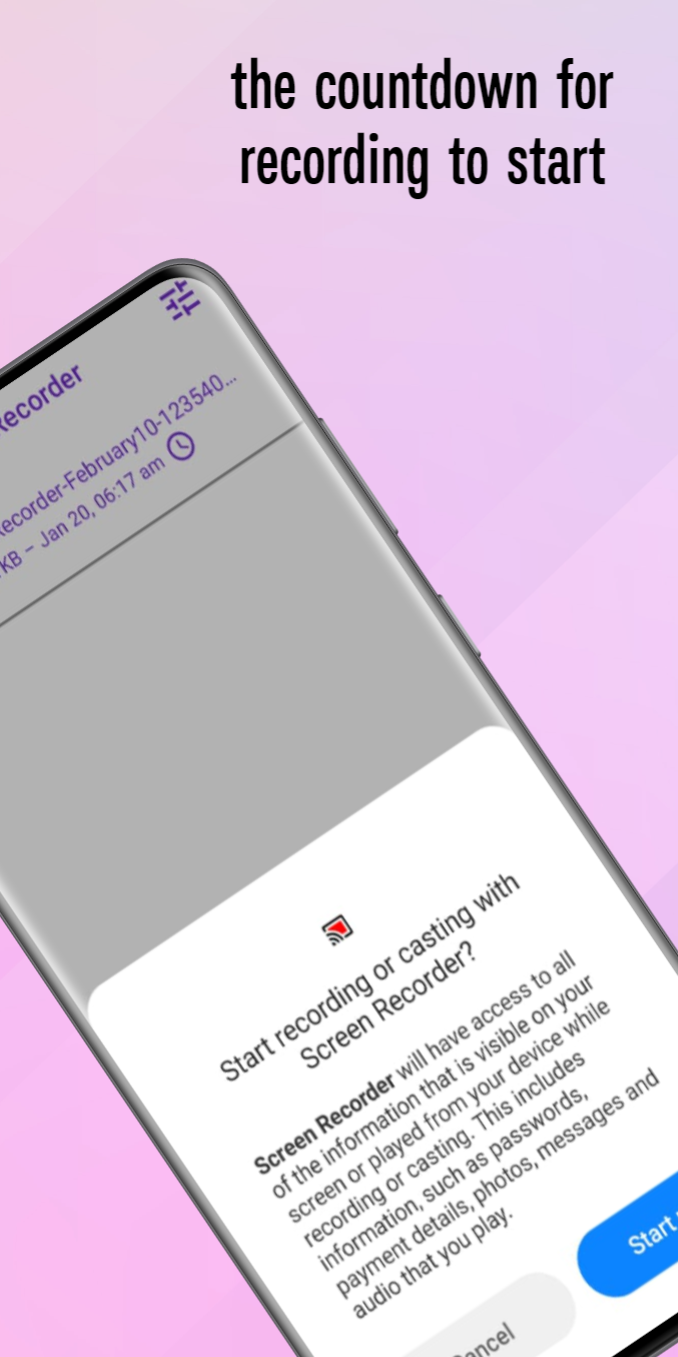 the countdown for
recording to start
Recorder
Recorder-February10-123540...
KB – Jan 20, 06:17 am
Start recording or casting with
Screen Recorder?
Screen Recorder will have access to all
of the information that is visible on your
screen or played from your device while
recording or casting. This includes
information, such as passwords,
payment details, photos, messages and
audio that you play.
Start
Cancel